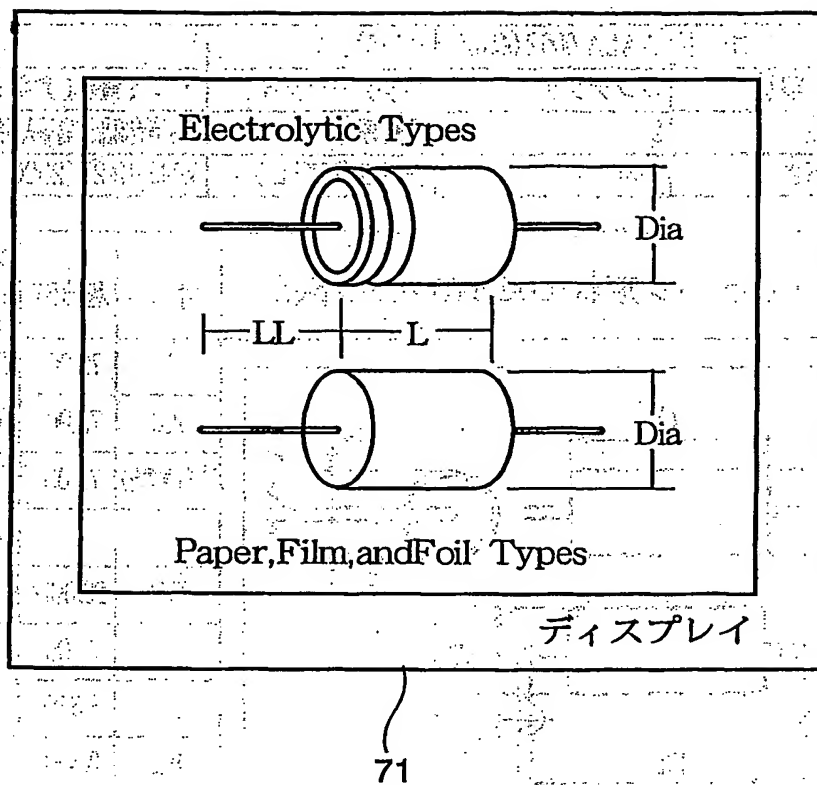 Electrolytic Types
Dia
LL
L
Dia
Paper,Film,andFoil Types
ディスプレイ
71